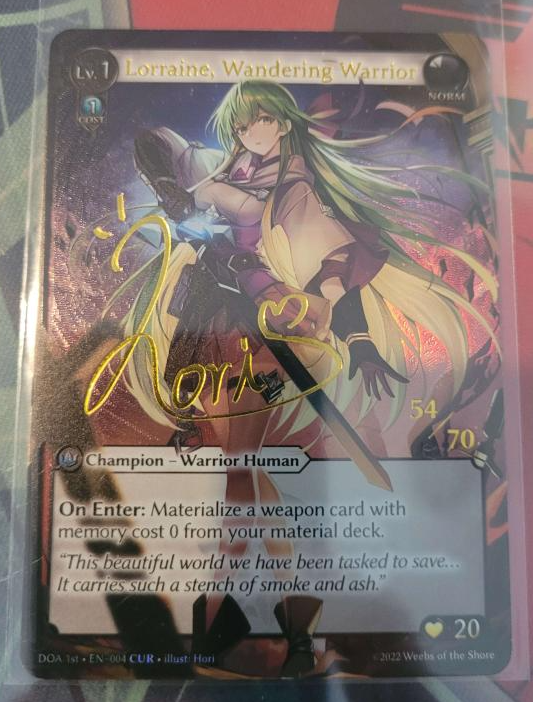 Lv. 1 Lorraine, Wandering Warrior
NORM
1
COST
Hori
54
70
Champion – Warrior Human
On Enter: Materialize a weapon card with
memory cost 0 from your material deck.
“This beautiful world we have been tasked to save…
It carries such a stench of smoke and ash.”
20
DOA 1st • EN-004 CUR • illust: Hori
©2022 Weebs of the Shore